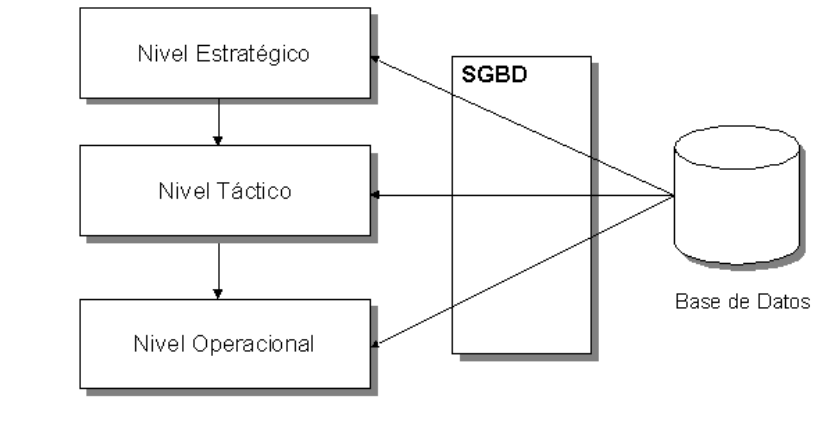 Nivel Estratégico
SGBD
Nivel Táctico
Base de Datos
Nivel Operacional